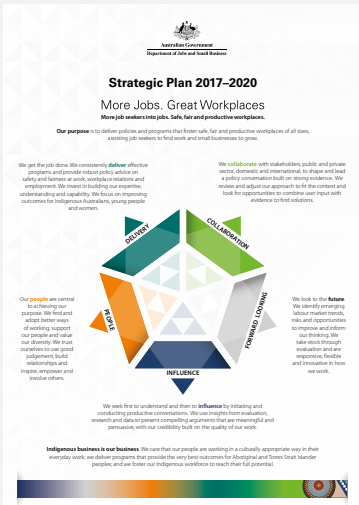 Australian Government
Department of Jobs and Small Business
Strategic Plan 2017–2020
More Jobs. Great Workplaces
More job seekers into jobs. Safe, fair and productive workplaces.
Our purpose is to deliver policies and programs that foster safe, fair and productive workplaces of all sizes,
assisting job seekers to find work and small businesses to grow.
We get the job done. We consistently deliver effective
programs and provide robust policy advice on
safety and fairness at work, workplace relations and
employment. We invest in building our expertise,
understanding and capability. We focus on improving
outcomes for Indigenous Australians, young people
and women.
We collaborate with stakeholders, public and private
sector, domestic and international, to shape and lead
a policy conversation built on strong evidence. We
review and adjust our approach to fit the context and
look for opportunities to combine user input with
evidence to find solutions.
DELIVERY
COLLABORATION
PEOPLE
FORWARD LOOKING
INFLUENCE
Our people are central
to achieving our
purpose. We find and
adopt better ways
of working, support
our people and value
our diversity. We trust
ourselves to use good
judgement, build
relationships and
inspire, empower and
involve others.
We look to the future.
We identify emerging
labour market trends,
risks and opportunities
to improve and inform
our thinking. We
take stock through
evaluation and are
responsive, flexible
and innovative in how
we work.
We seek first to understand and then to influence by initiating and
conducting productive conversations. We use insights from evaluation,
research and data to present compelling arguments that are meaningful and
persuasive, with our credibility built on the quality of our work.
Indigenous business is our business. We care that our people are working in a culturally appropriate way in their
everyday work; we deliver programs that provide the very best outcomes for Aboriginal and Torres Strait Islander
peoples; and we foster our Indigenous workforce to reach their full potential.